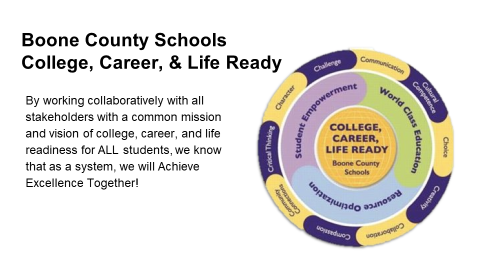 Boone County Schools
College, Career, & Life Ready
By working collaboratively with all
stakeholders with a common mission
and vision of college, career, and life
readiness for ALL students, we know
that as a system, we will Achieve
Excellence Together!
Challenge
Communication
Cultural
Competence
Choice
Creativity
Collaboration
Compassion
Community
Connections
Critical Thinking
Character
Student Empowerment
World Class Education
Resource Optimization
COLLEGE,
CAREER,
LIFE READY
Boone County
Schools